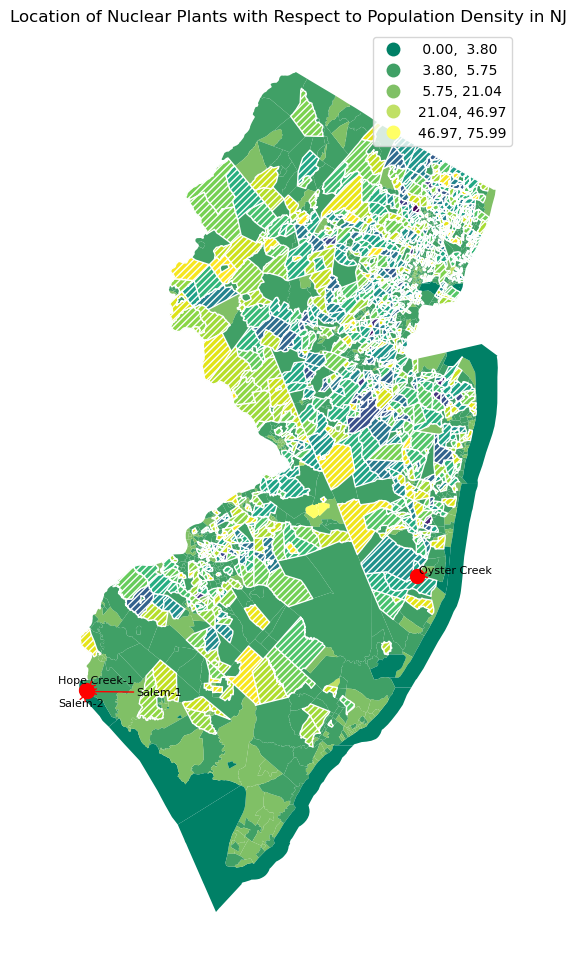 Location of Nuclear Plants with Respect to Population Density in NJ
0.00, 3.80
3.80, 5.75
5.75, 21.04
21.04, 46.97
46.97, 75.99
Oyster Creek
Hope Creek-1
Salem-1
Salem-2